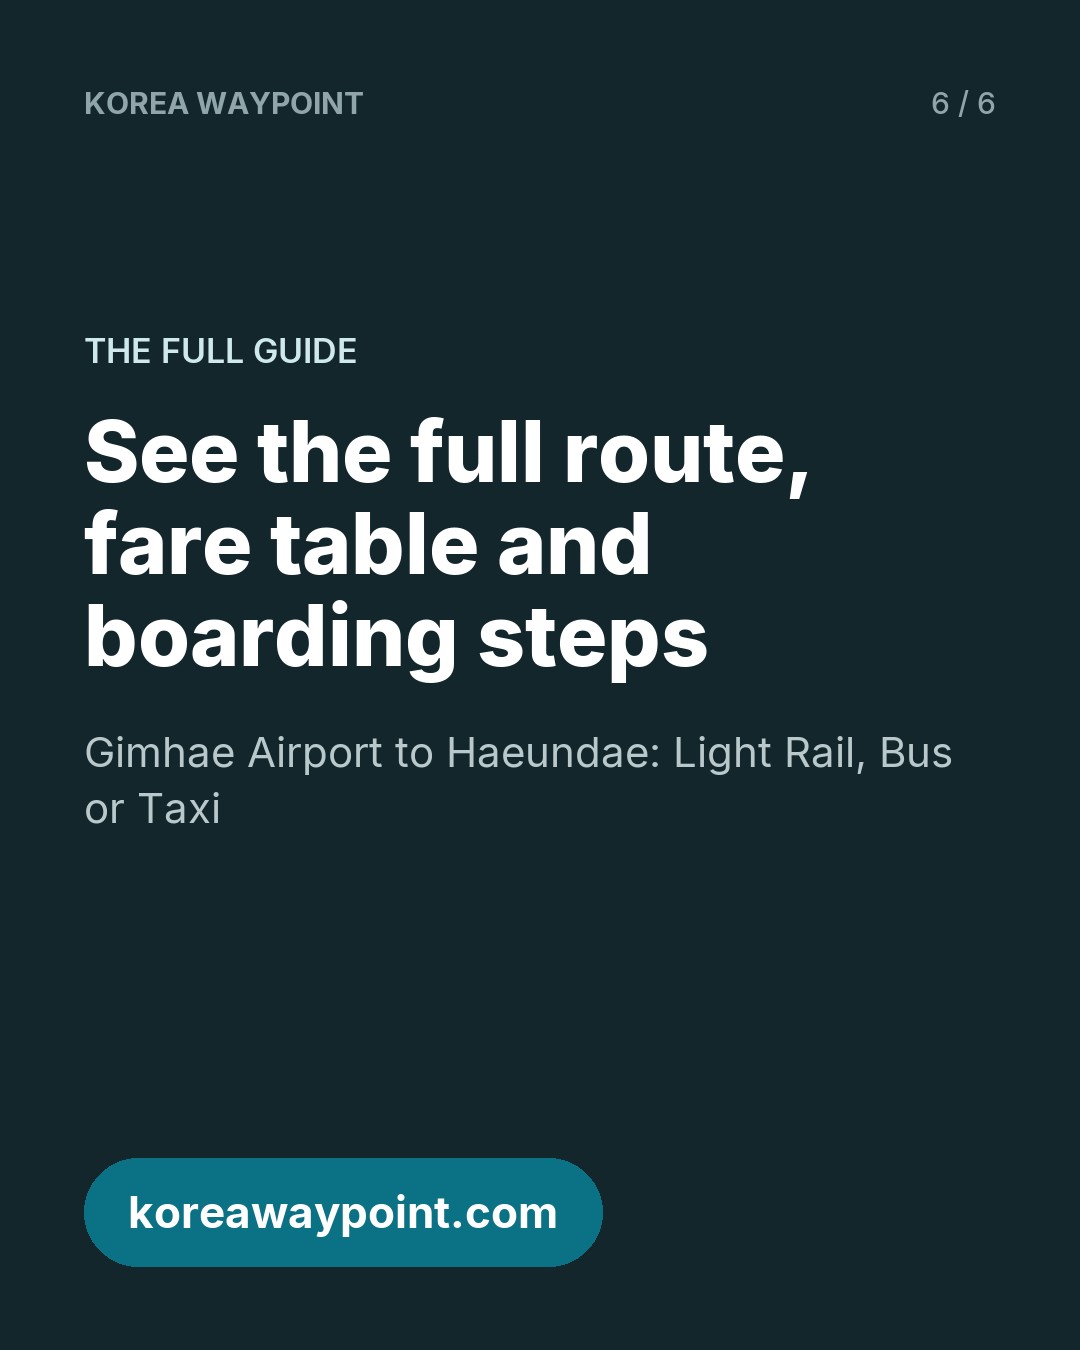 KOREA WAYPOINT
6 / 6
THE FULL GUIDE
See the full route,
fare table and
boarding steps
Gimhae Airport to Haeundae: Light Rail, Bus
or Taxi
koreawaypoint.com